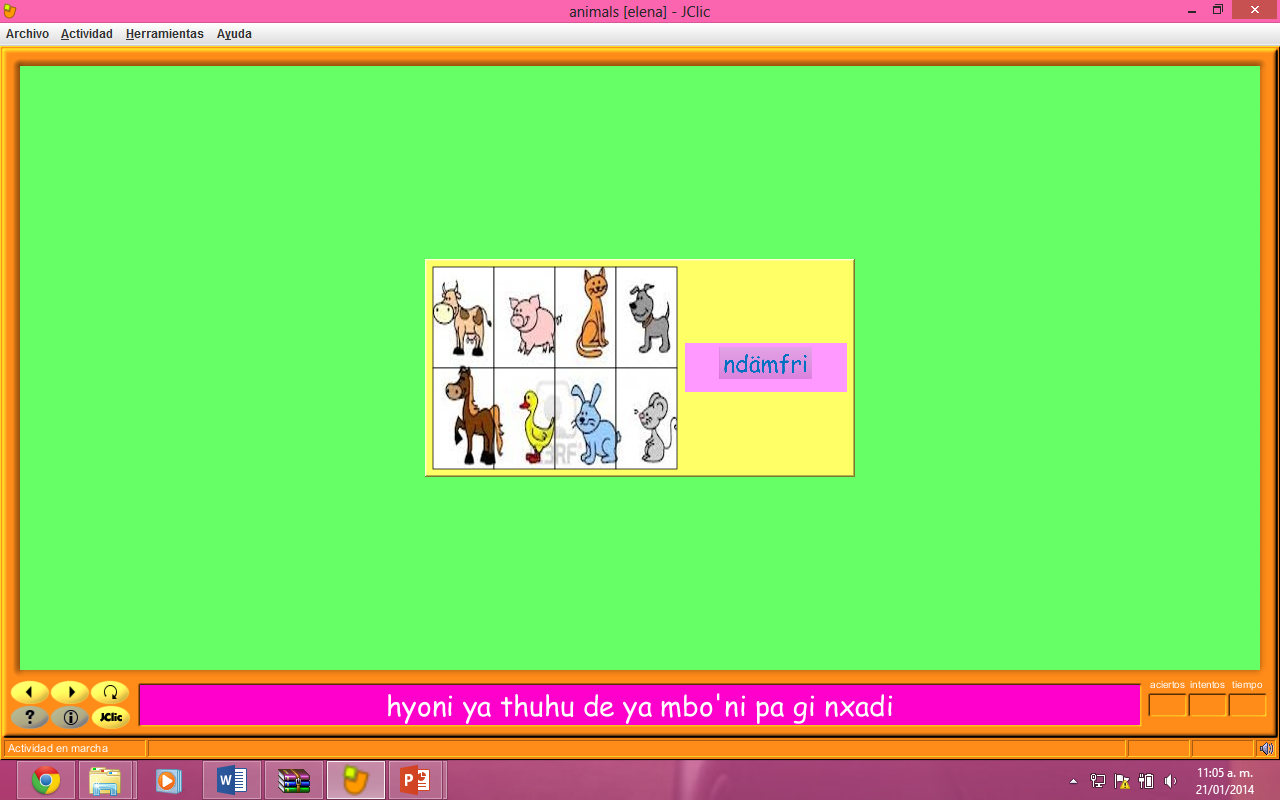 animals [elena] - JClic
Archivo Actividad Herramientas Ayuda
ndämfri
hyoni ya thuhu de ya mbo'ni pa gi nxadi
aciertos intentos tiempo
JClic
Actividad en marcha
11:05 a. m.
21/01/2014